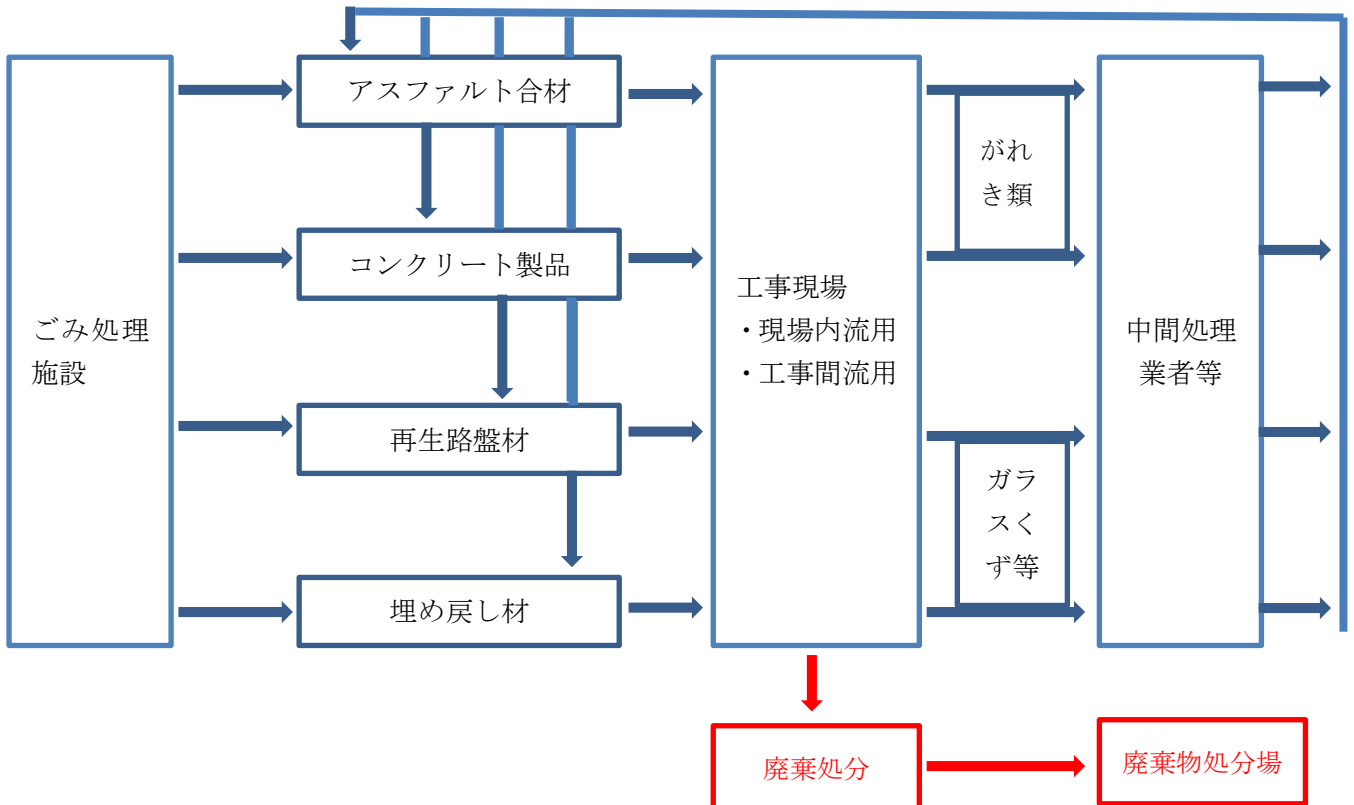 ごみ処理
施設
アスファルト合材
コンクリート製品
再生路盤材
埋め戻し材
工事現場
・現場内流用
・工事間流用
がれ
き類
ガラ
スく
ず等
中間処理
業者等
廃棄処分
廃棄物処分場